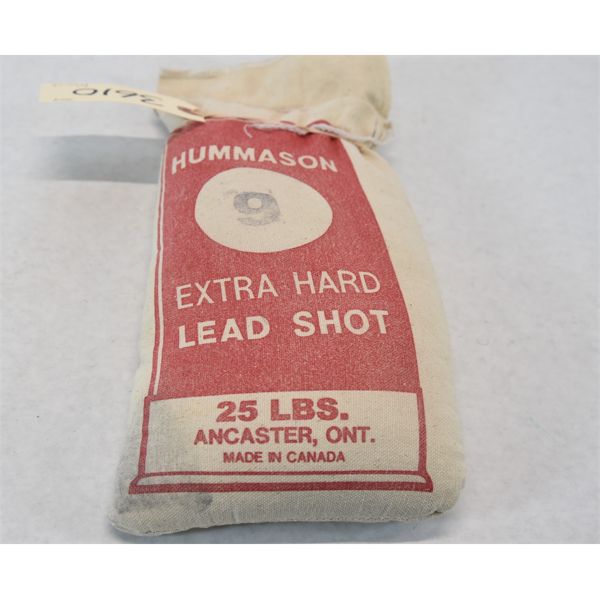 HUMMASON
9
EXTRA HARD
LEAD SHOT
25 LBS.
ANCASTER, ONT.
MADE IN CANADA